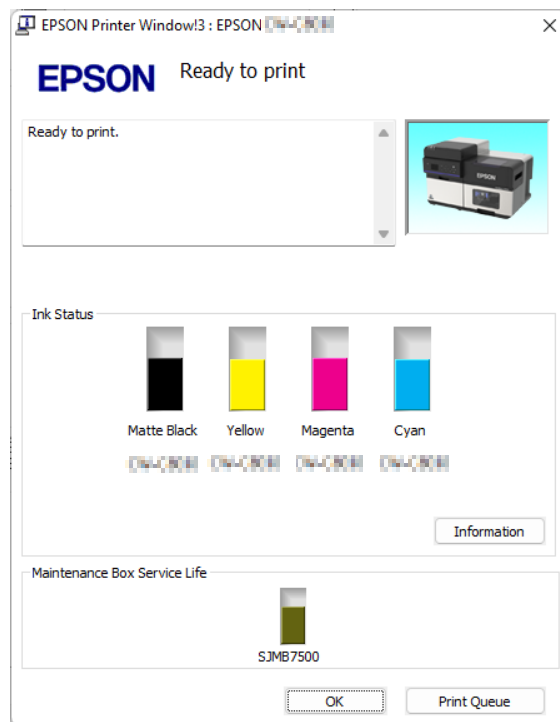 EPSON Printer Window!3 : EPSON
EPSON
Ready to print
Ready to print.
EPSON
Ink Status
Matte Black
Yellow
Magenta
Cyan
Information
Maintenance Box Service Life
SJMB7500
OK
Print Queue